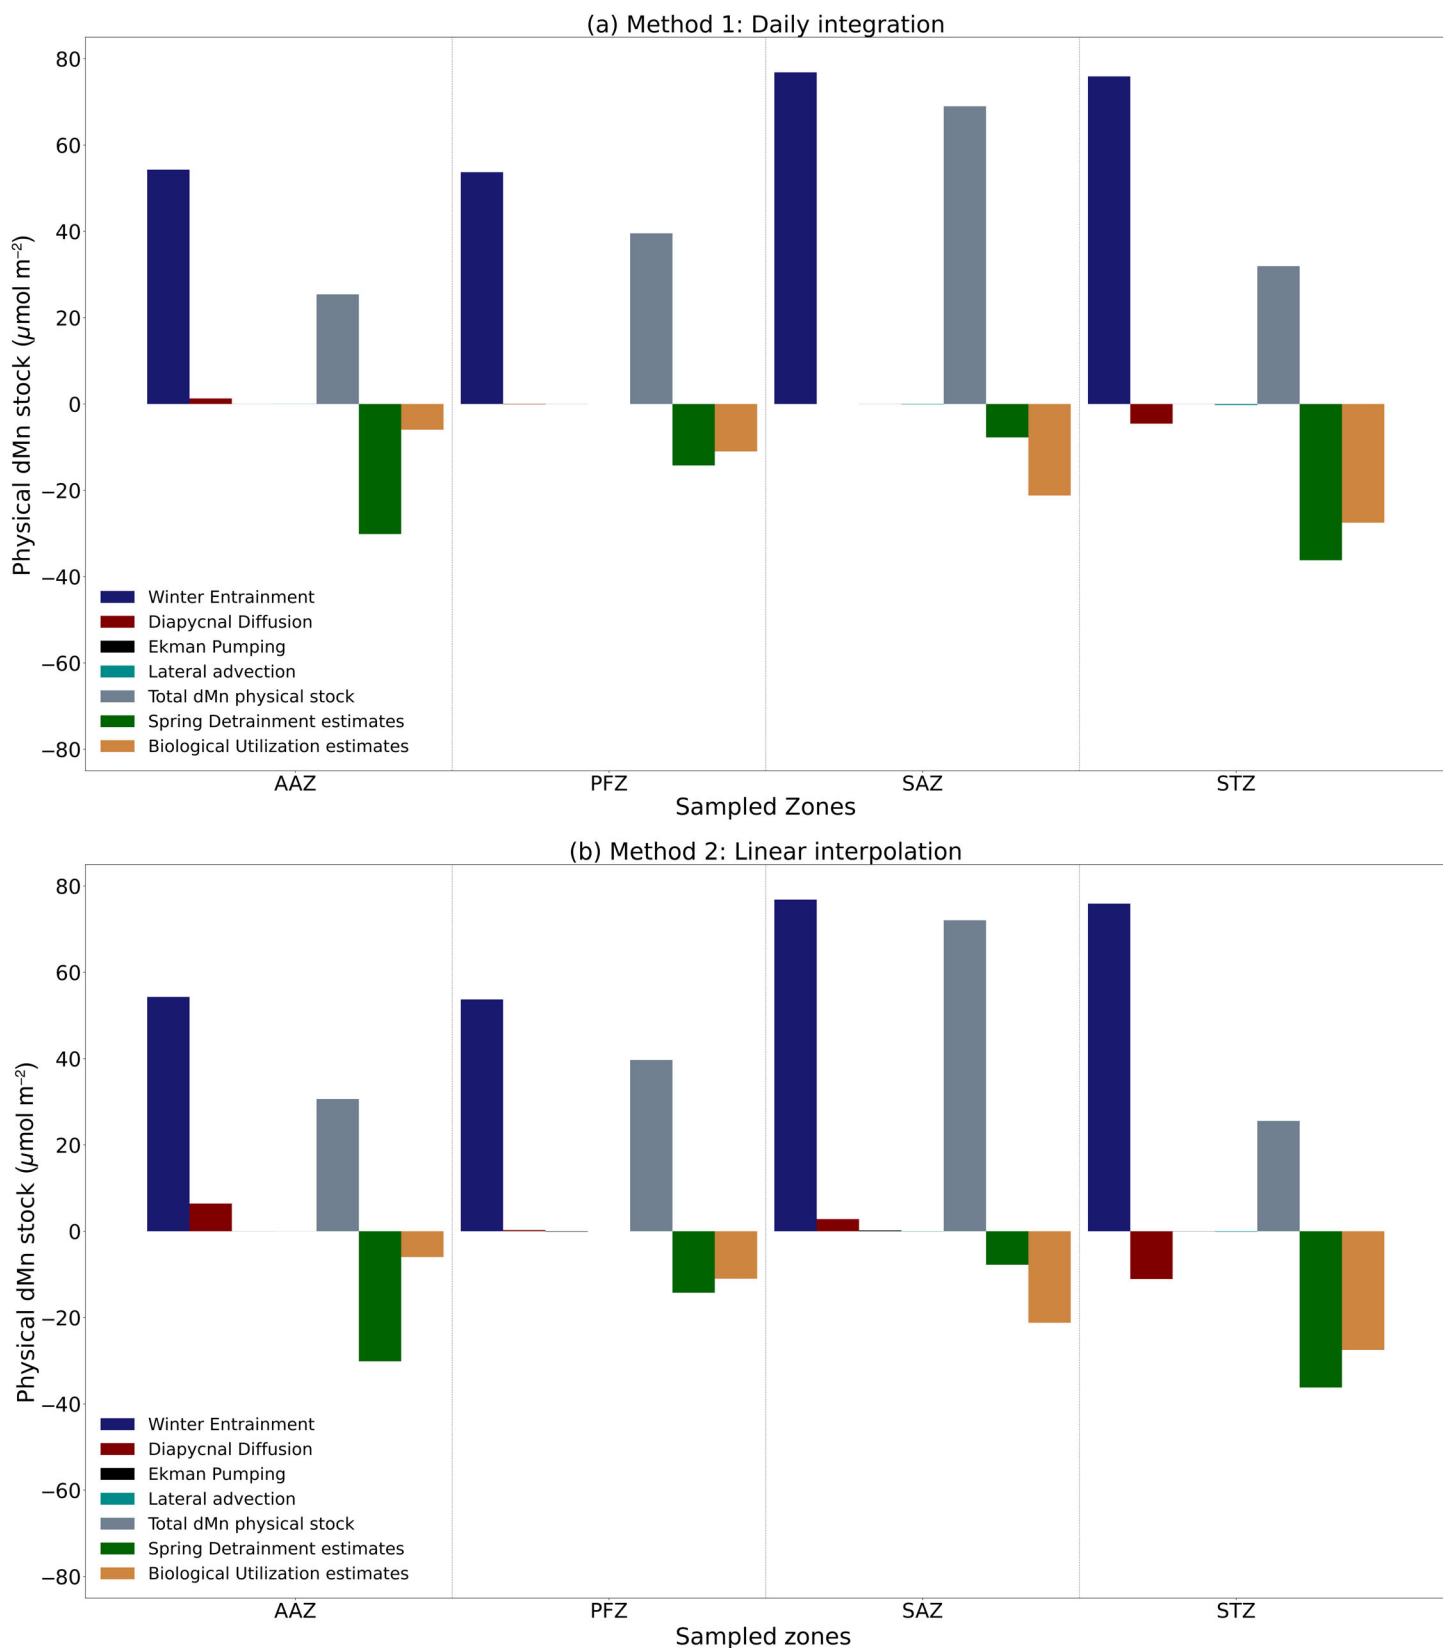 (a) Method 1: Daily integration
80
60
40
20
0
−20
−40
−60
−80
Physical dMn stock (μmol m⁻²)
Winter Entrainment
Diapycnal Diffusion
Ekman Pumping
Lateral advection
Total dMn physical stock
Spring Detrainment estimates
Biological Utilization estimates
AAZ PFZ SAZ STZ
Sampled Zones
(b) Method 2: Linear interpolation
80
60
40
20
0
−20
−40
−60
−80
Physical dMn stock (μmol m⁻²)
Winter Entrainment
Diapycnal Diffusion
Ekman Pumping
Lateral advection
Total dMn physical stock
Spring Detrainment estimates
Biological Utilization estimates
AAZ PFZ SAZ STZ
Sampled zones